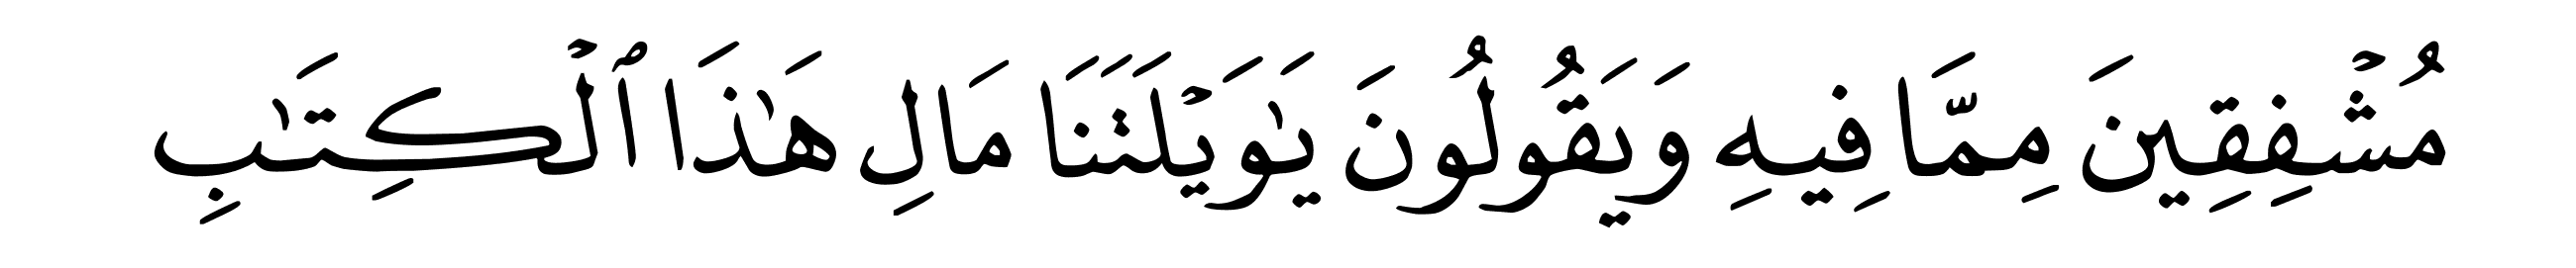 مُشْفِقِينَ مِمَّا فِيهِ وَيَقُولُونَ يَٰوَيْلَتَنَا مَالِ هَٰذَا ٱلْكِتَٰبِ